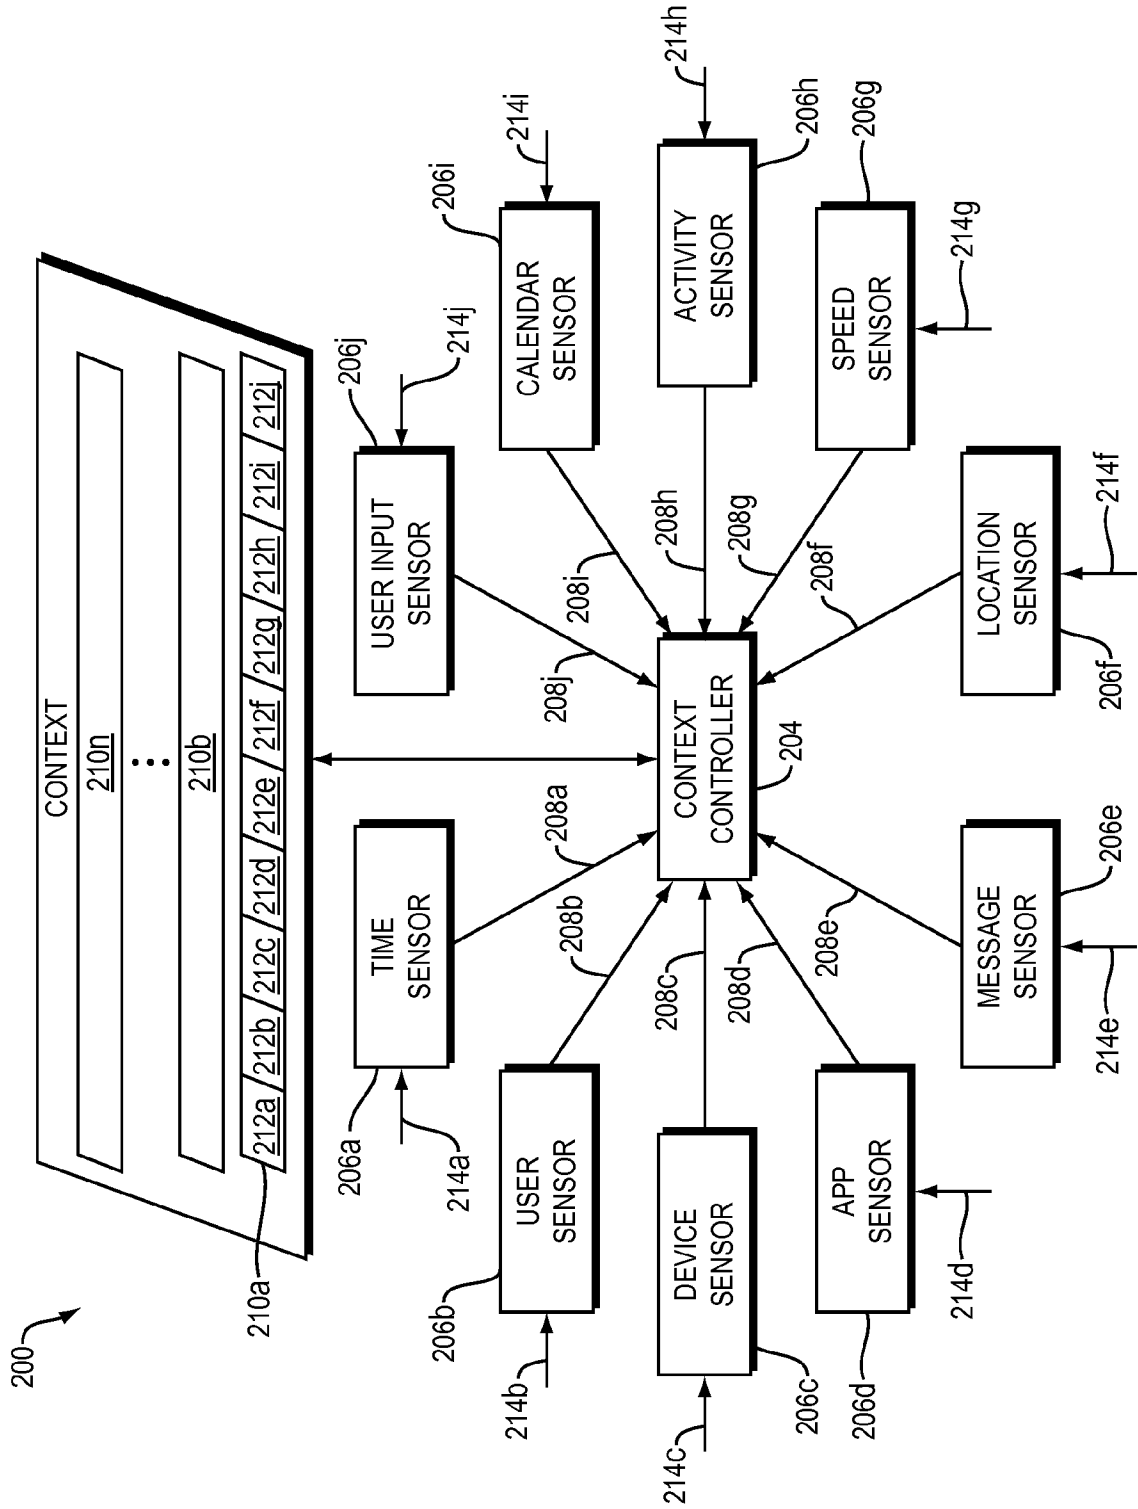 200
CONTEXT
210n
210b
210a
212a
212b
212c
212d
212e
212f
212g
212h
212i
212j
206a
TIME
SENSOR
214a
208a
206j
USER INPUT
SENSOR
214j
208j
206b
USER
SENSOR
214b
208b
206i
CALENDAR
SENSOR
214i
208i
214c
DEVICE
SENSOR
206c
208c
CONTEXT
CONTROLLER
204
208h
ACTIVITY
SENSOR
206h
214h
206d
APP
SENSOR
214d
208d
208g
SPEED
SENSOR
206g
214g
208e
MESSAGE
SENSOR
206e
214e
208f
LOCATION
SENSOR
206f
214f